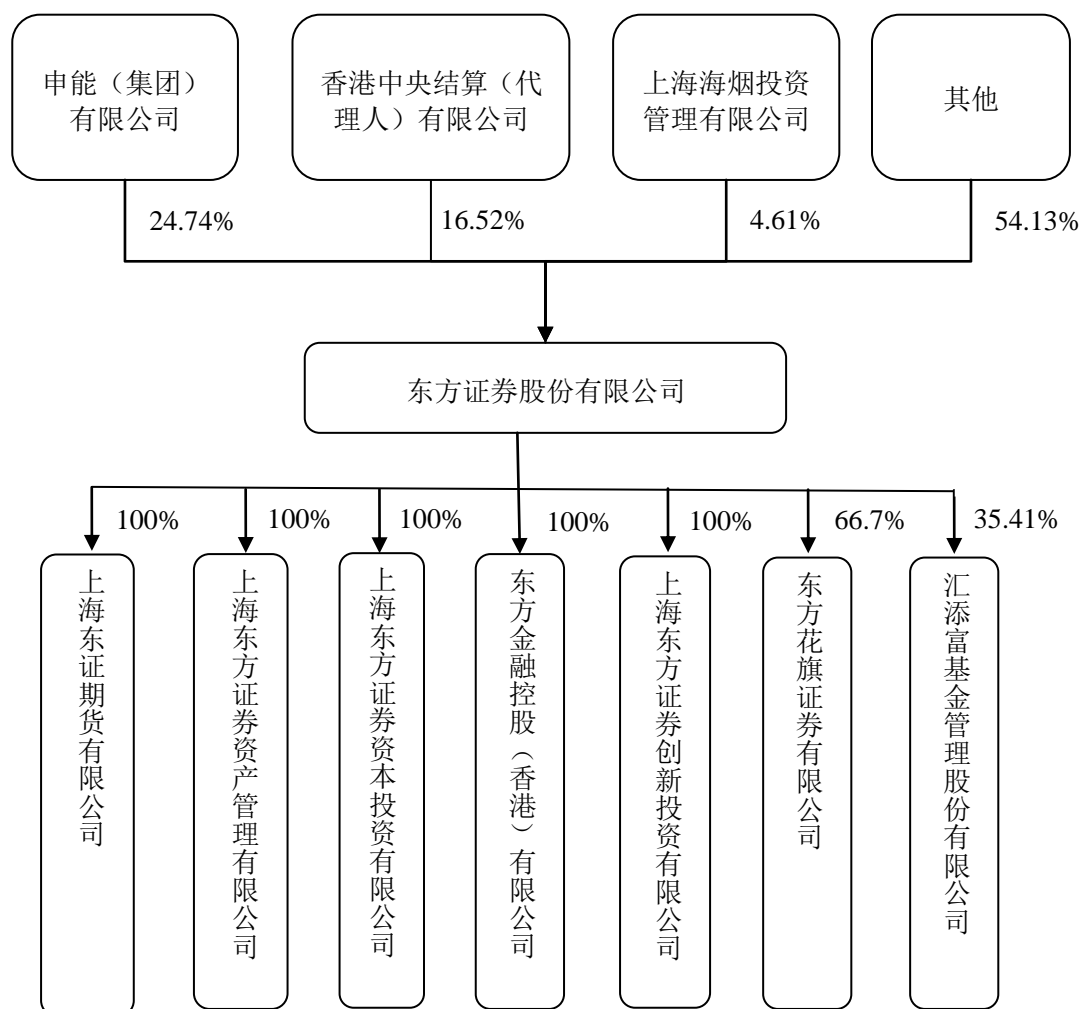 申能（集团）
有限公司
香港中央结算（代
理人）有限公司
上海海烟投资
管理有限公司
其他
24.74%
16.52%
4.61%
54.13%
东方证券股份有限公司
100%
100%
100%
100%
100%
66.7%
35.41%
上海东证期货有限公司
上海东方证券资产管理有限公司
上海东方证券资本投资有限公司
东方金融控股（香港）有限公司
上海东方证券创新投资有限公司
东方花旗证券有限公司
汇添富基金管理股份有限公司